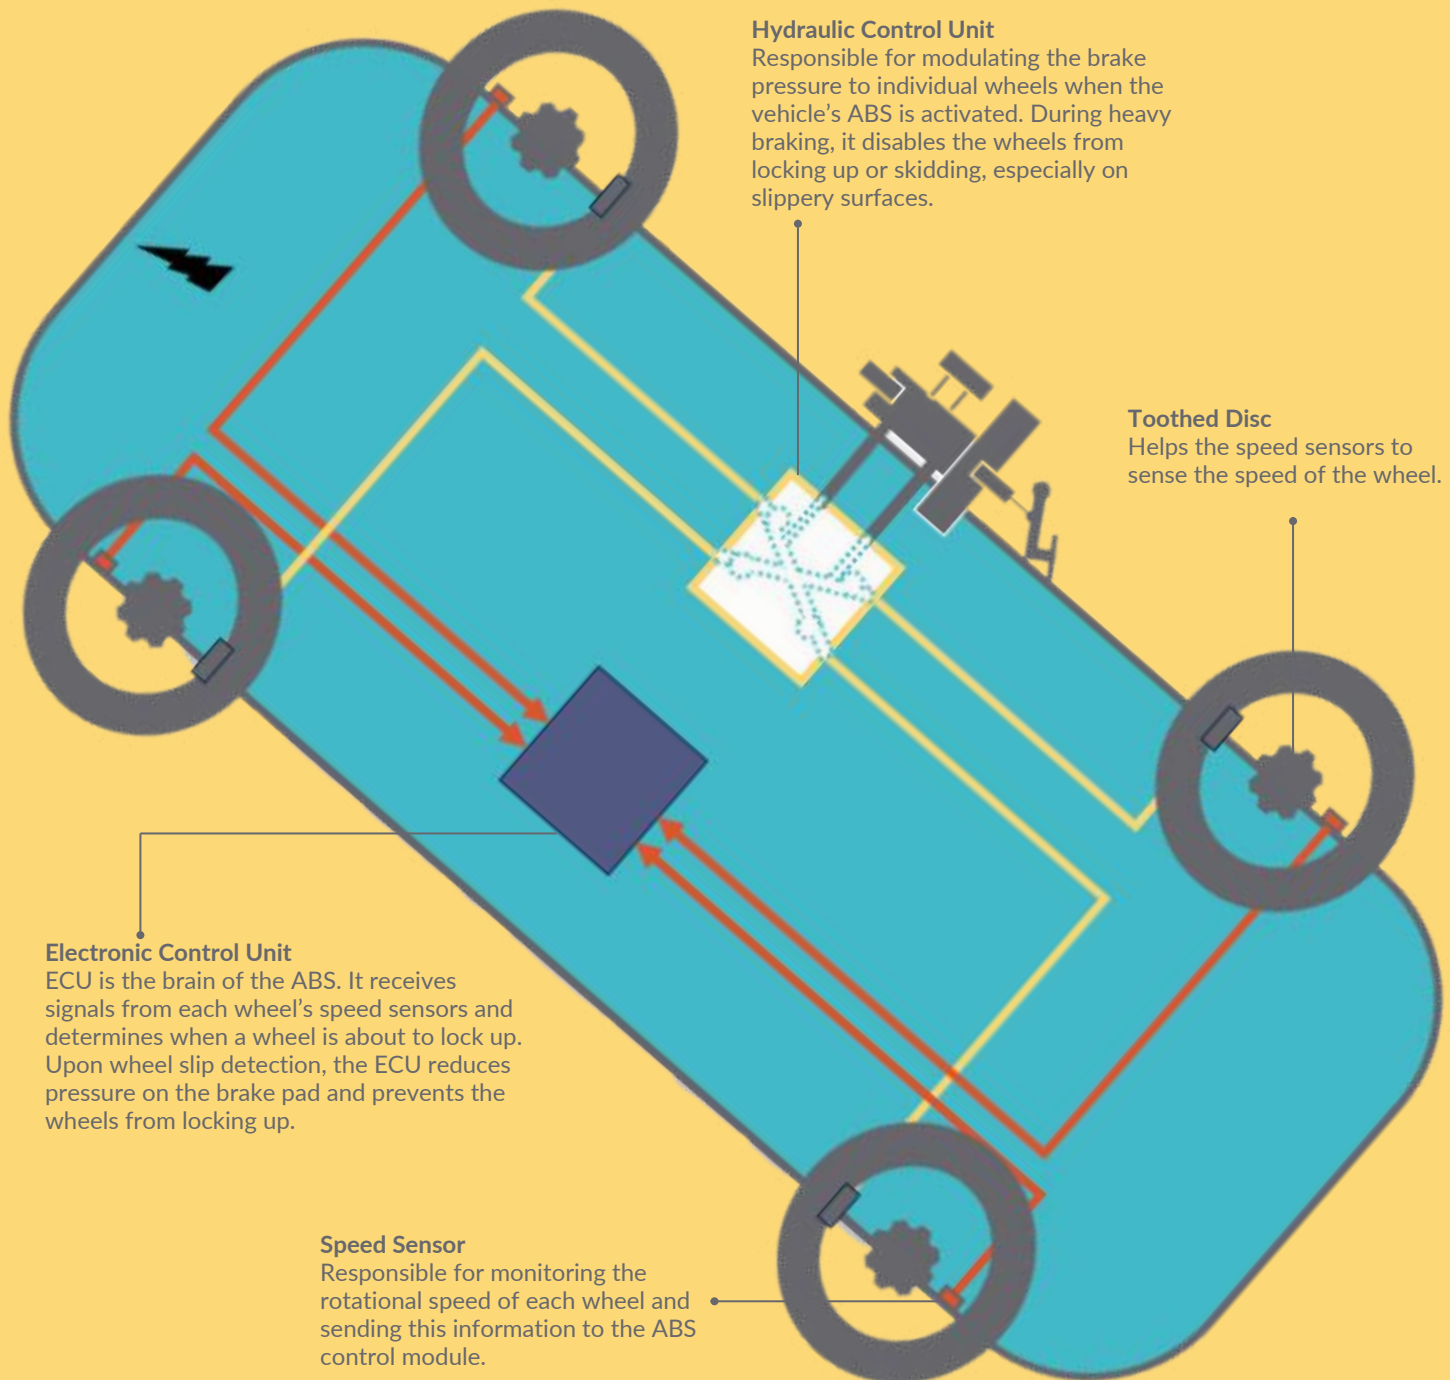 Hydraulic Control Unit
Responsible for modulating the brake
pressure to individual wheels when the
vehicle's ABS is activated. During heavy
braking, it disables the wheels from
locking up or skidding, especially on
slippery surfaces.
Toothed Disc
Helps the speed sensors to
sense the speed of the wheel.
Electronic Control Unit
ECU is the brain of the ABS. It receives
signals from each wheel's speed sensors and
determines when a wheel is about to lock up.
Upon wheel slip detection, the ECU reduces
pressure on the brake pad and prevents the
wheels from locking up.
Speed Sensor
Responsible for monitoring the
rotational speed of each wheel and
sending this information to the ABS
control module.